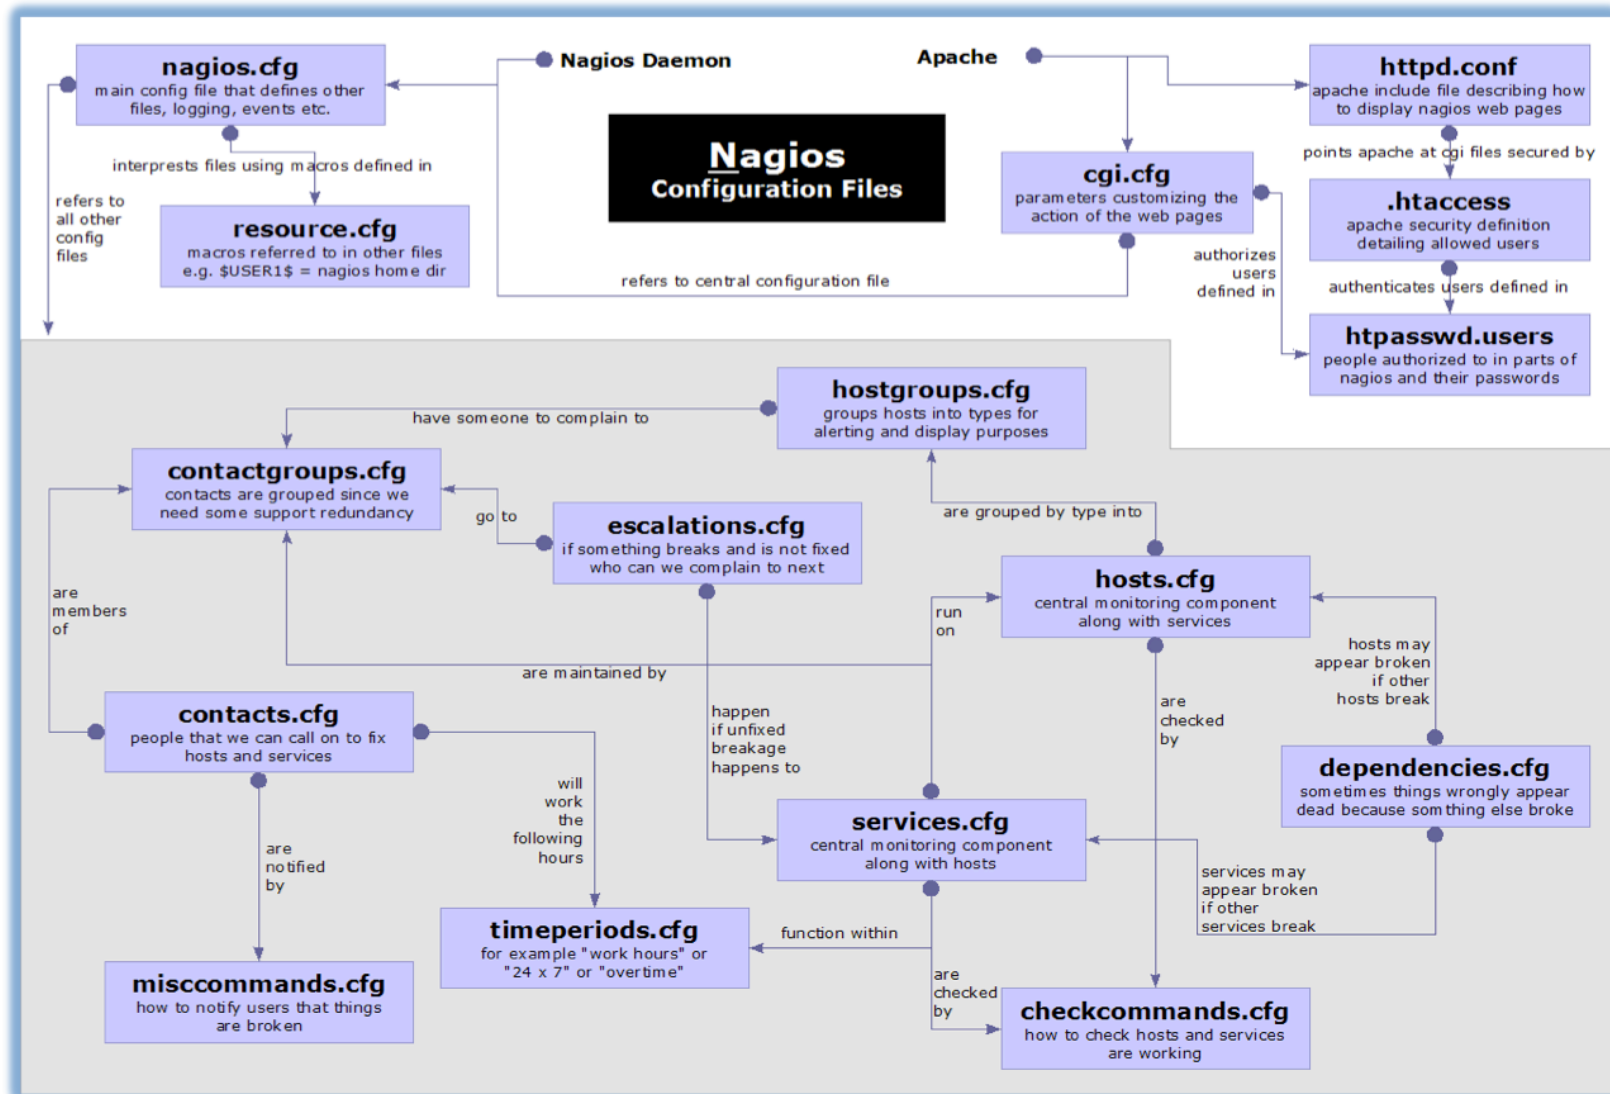 nagios.cfg
main config file that defines other
files, logging, events etc.
Nagios Daemon
Apache
httpd.conf
apache include file describing how
to display nagios web pages
Nagios
Configuration Files
interprests files using macros defined in
points apache at cgi files secured by
cgi.cfg
parameters customizing the
action of the web pages
refers to
all other
config
files
resource.cfg
macros referred to in other files
e.g. $USER1$ = nagios home dir
.htaccess
apache security definition
detailing allowed users
refers to central configuration file
authorizes
users
defined in
authenticates users defined in
htpasswd.users
people authorized to in parts of
nagios and their passwords
hostgroups.cfg
groups hosts into types for
alerting and display purposes
have someone to complain to
contactgroups.cfg
contacts are grouped since we
need some support redundancy
go to
escalations.cfg
if something breaks and is not fixed
who can we complain to next
are grouped by type into
hosts.cfg
central monitoring component
along with services
are
members
of
run
on
are maintained by
hosts may
appear broken
if other
hosts break
contacts.cfg
people that we can call on to fix
hosts and services
happen
if unfixed
breakage
happens to
are
checked
by
dependencies.cfg
sometimes things wrongly appear
dead because somthing else broke
will
work
the
following
hours
services.cfg
central monitoring component
along with hosts
are
notified
by
services may
appear broken
if other
services break
timeperiods.cfg
for example "work hours" or
"24 x 7" or "overtime"
function within
are
checked
by
misccommands.cfg
how to notify users that things
are broken
checkcommands.cfg
how to check hosts and services
are working